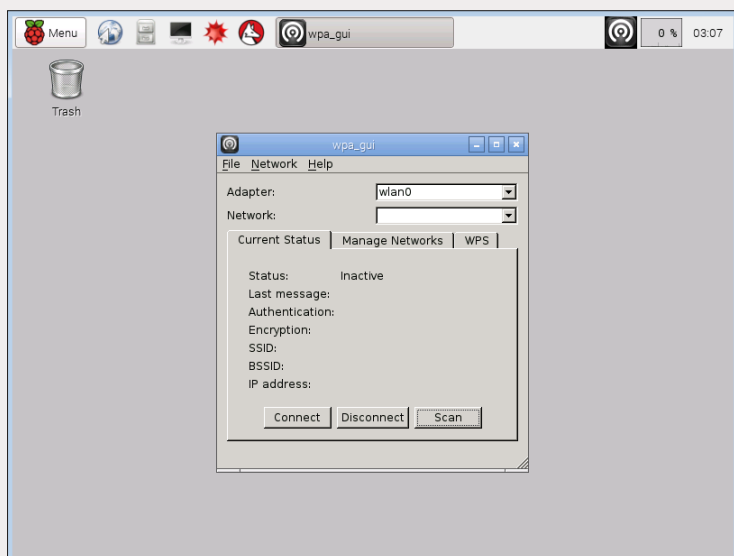 Menu wpa_gui 0 % 03:07
Trash
wpa_gui
File Network Help
Adapter: wlan0
Network:
Current Status Manage Networks WPS
Status: Inactive
Last message:
Authentication:
Encryption:
SSID:
BSSID:
IP address:
Connect Disconnect Scan